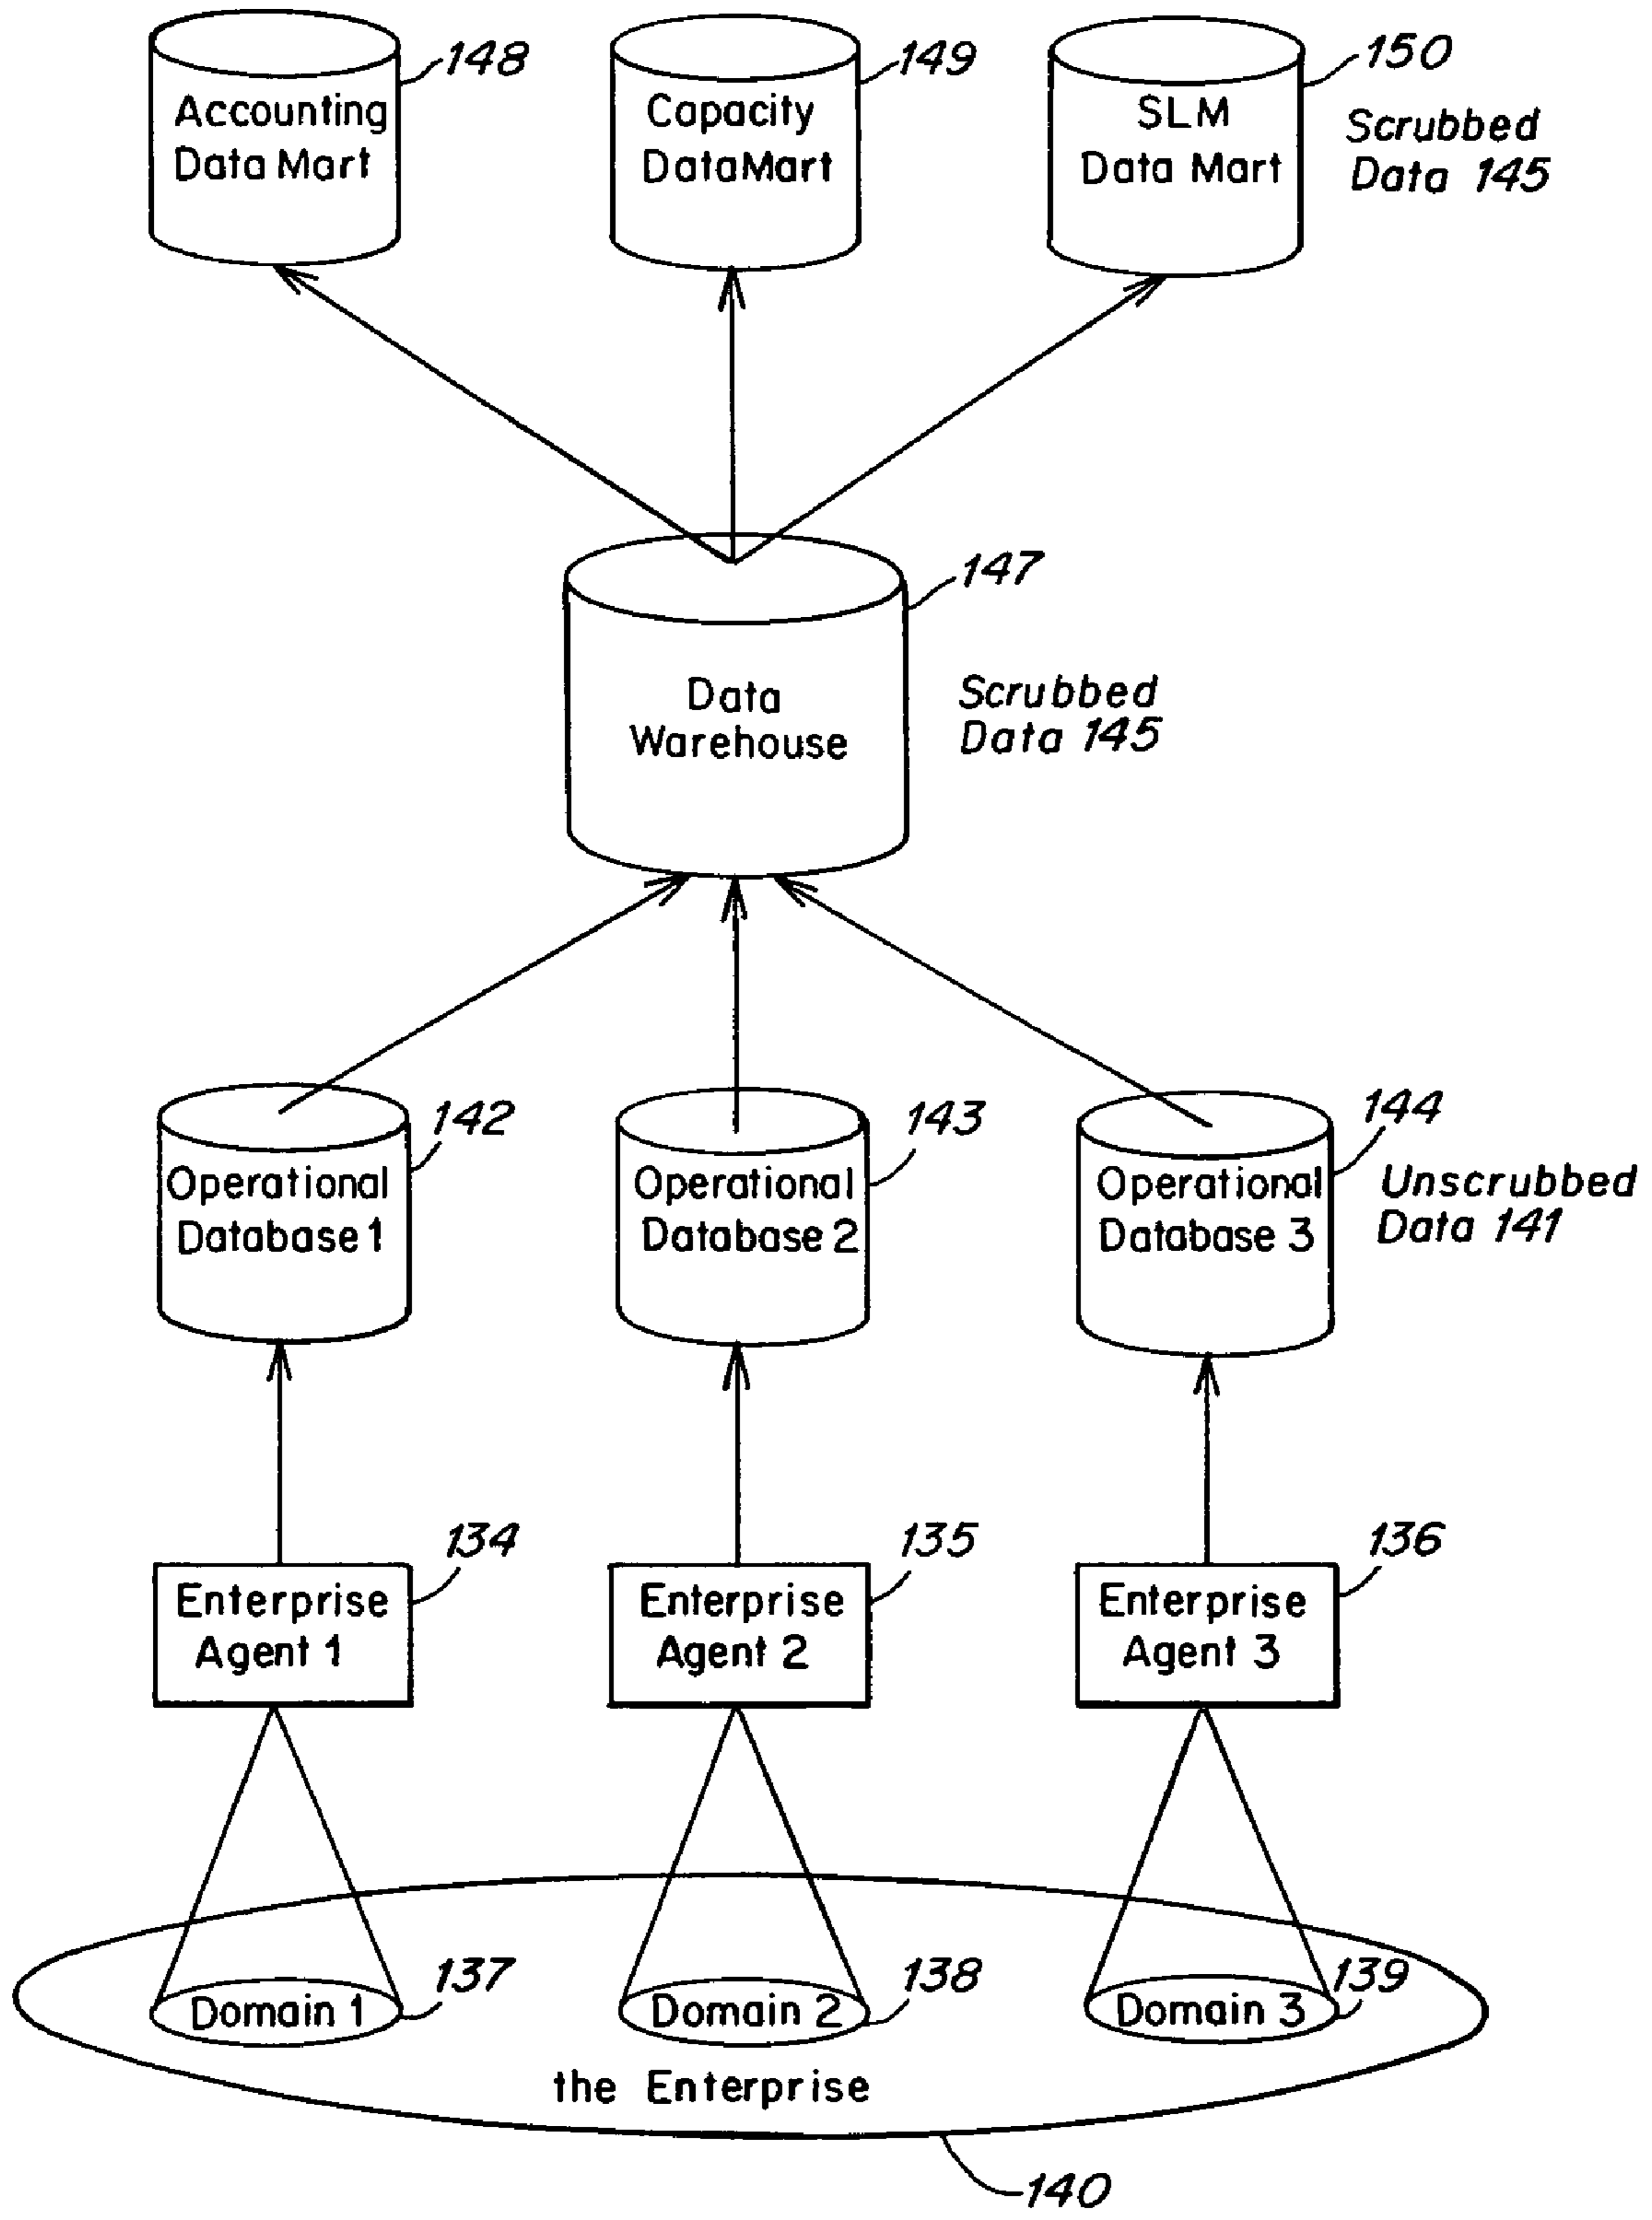 148
149
150
Accounting
Data Mart
Capacity
DataMart
SLM
Data Mart
Scrubbed
Data 145
147
Data
Warehouse
Scrubbed
Data 145
142
143
144
Operational
Database 1
Operational
Database 2
Operational
Database 3
Unscrubbed
Data 141
134
135
136
Enterprise
Agent 1
Enterprise
Agent 2
Enterprise
Agent 3
137
138
139
Domain 1
Domain 2
Domain 3
the Enterprise
140